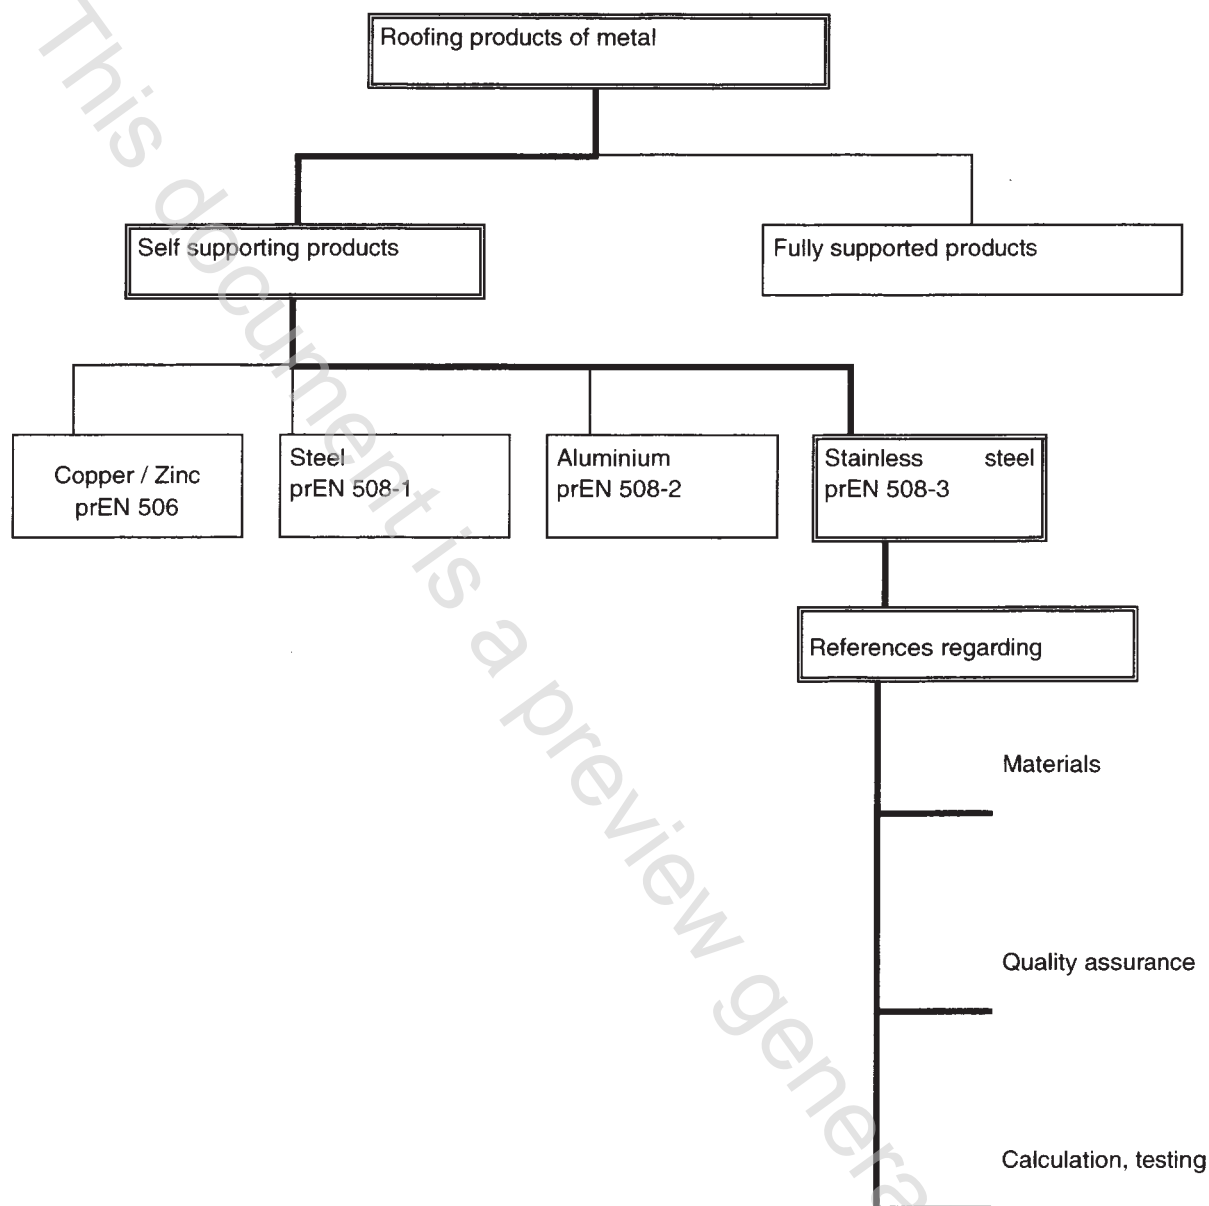 Roofing products of metal
Self supporting products
Fully supported products
Copper / Zinc
prEN 506
Steel
prEN 508-1
Aluminium
prEN 508-2
Stainless steel
prEN 508-3
References regarding
Materials
Quality assurance
Calculation, testing
This document is a preview genera